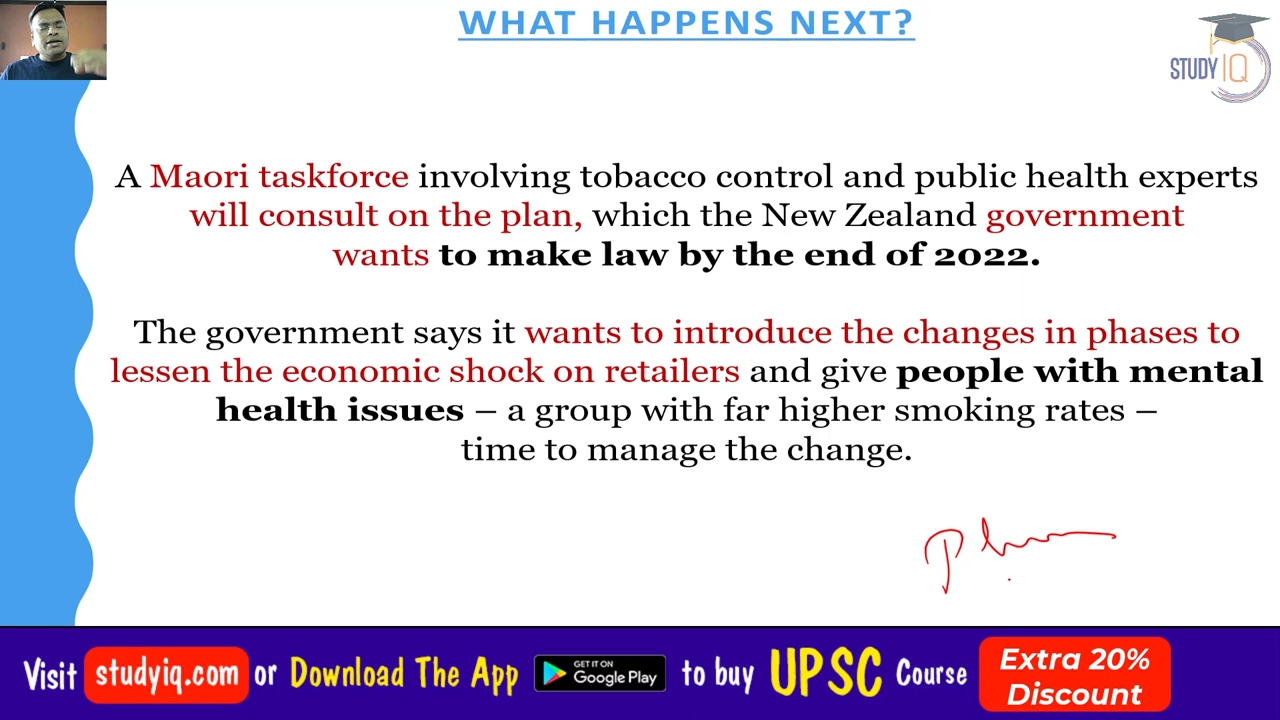 WHAT HAPPENS NEXT?
STUDY IQ
A Maori taskforce involving tobacco control and public health experts
will consult on the plan, which the New Zealand government
wants to make law by the end of 2022.
The government says it wants to introduce the changes in phases to
lessen the economic shock on retailers and give people with mental
health issues – a group with far higher smoking rates –
time to manage the change.
Visit studyiq.com or Download The App GET IT ON Google Play to buy UPSC Course Extra 20% Discount